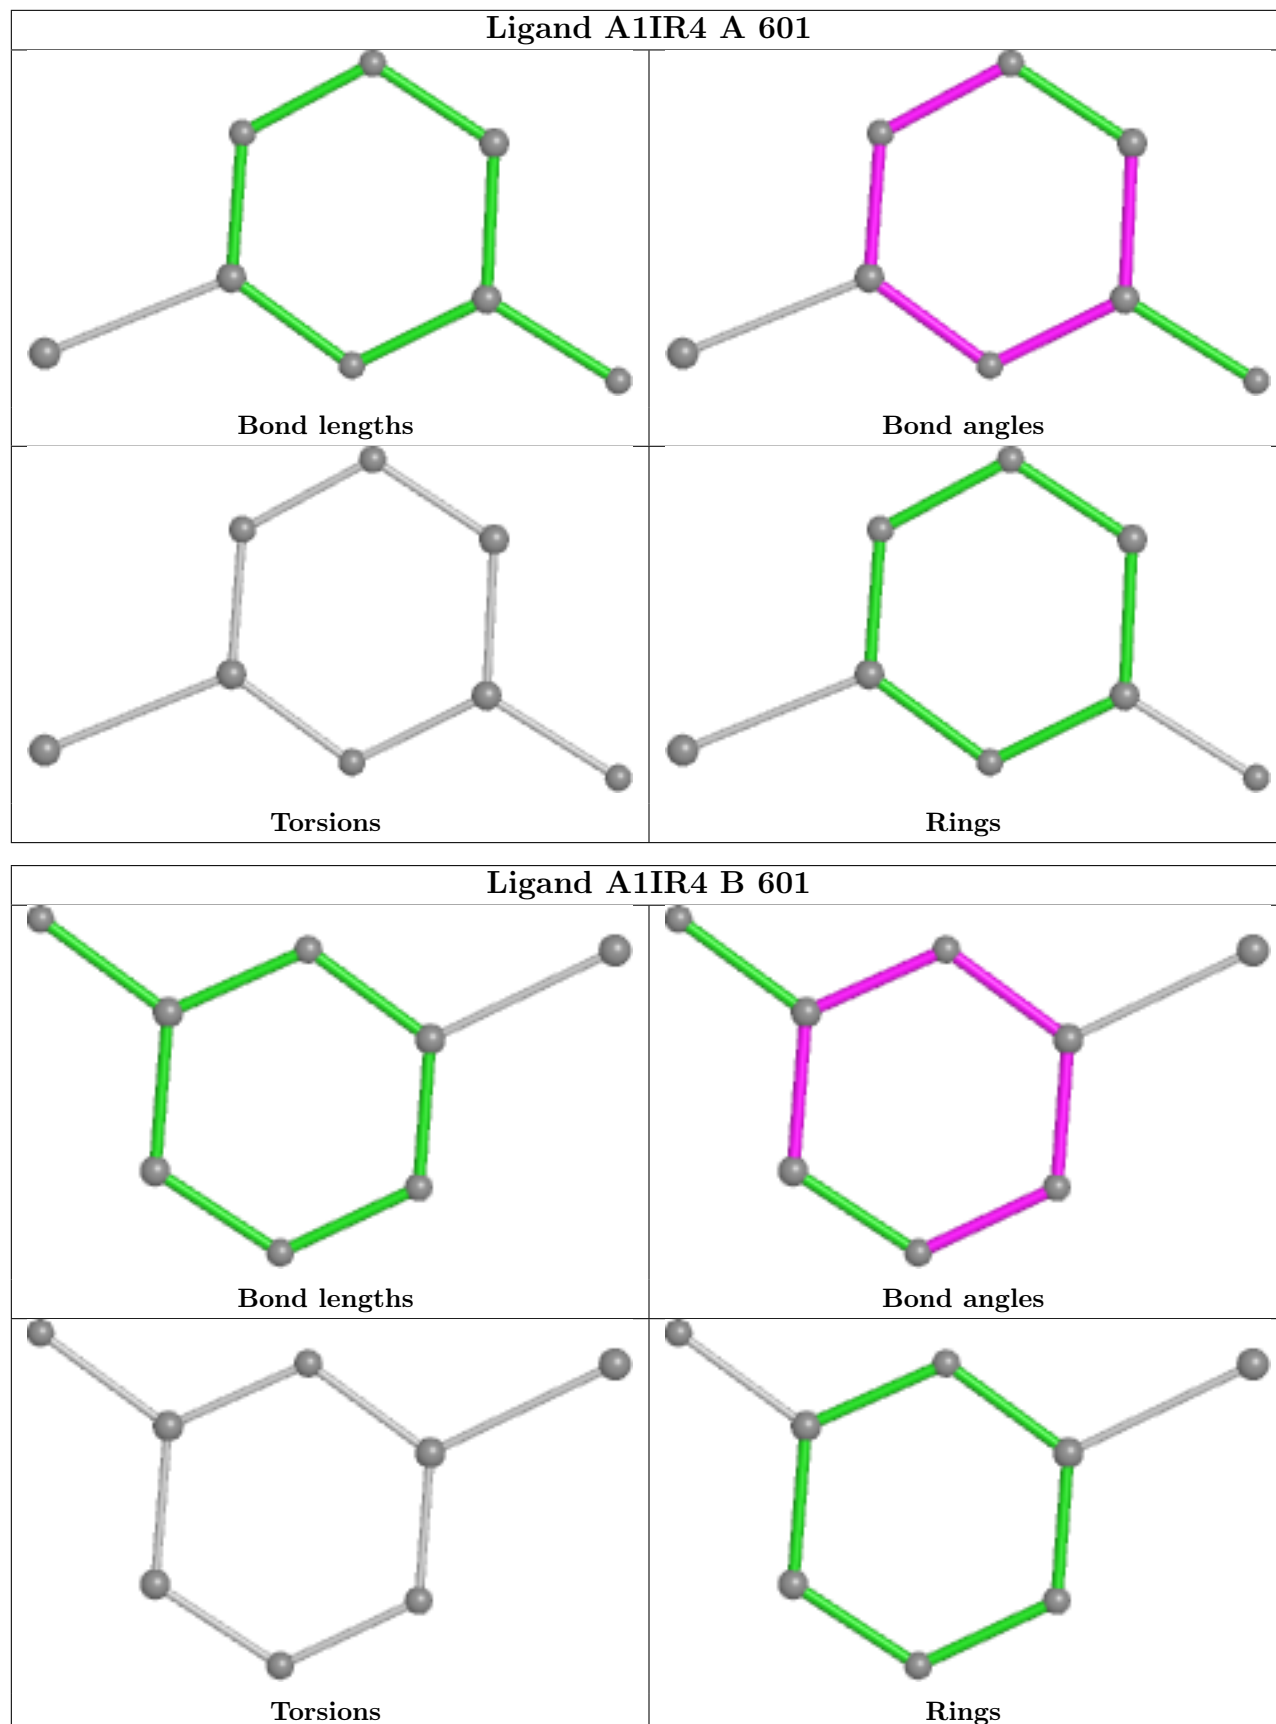 Ligand A1IR4 A 601
Bond lengths
Bond angles
Torsions
Rings
Ligand A1IR4 B 601
Bond lengths
Bond angles
Torsions
Rings